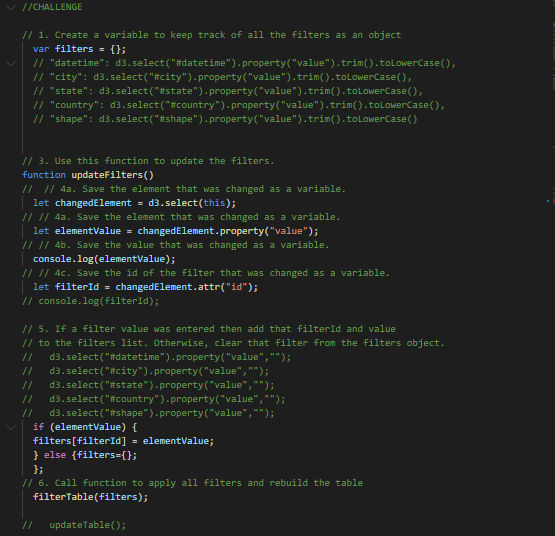 //CHALLENGE
// 1. Create a variable to keep track of all the filters as an object
var filters = {};
// "datetime": d3.select("#datetime").property("value").trim().toLowerCase(),
// "city": d3.select("#city").property("value").trim().toLowerCase(),
// "state": d3.select("#state").property("value").trim().toLowerCase(),
// "country": d3.select("#country").property("value").trim().toLowerCase(),
// "shape": d3.select("#shape").property("value").trim().toLowerCase()
// 3. Use this function to update the filters.
function updateFilters()
//  // 4a. Save the element that was changed as a variable.
let changedElement = d3.select(this);
// // 4a. Save the element that was changed as a variable.
let elementValue = changedElement.property("value");
// // 4b. Save the value that was changed as a variable.
console.log(elementValue);
// // 4c. Save the id of the filter that was changed as a variable.
let filterId = changedElement.attr("id");
// console.log(filterId);
// 5. If a filter value was entered then add that filterId and value
// to the filters list. Otherwise, clear that filter from the filters object.
//   d3.select("#datetime").property("value","");
//   d3.select("#city").property("value","");
//   d3.select("#state").property("value","");
//   d3.select("#country").property("value","");
//   d3.select("#shape").property("value","");
if (elementValue) {
filters[filterId] = elementValue;
} else {filters={};
};
// 6. Call function to apply all filters and rebuild the table
filterTable(filters);
//   updateTable();